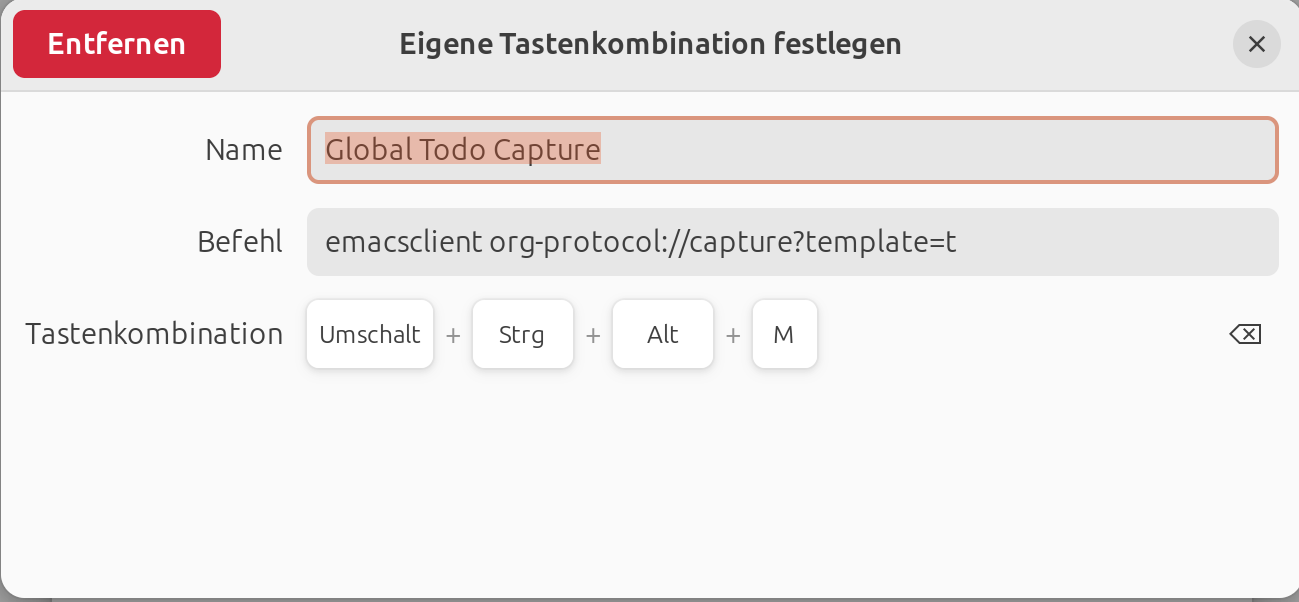 Entfernen
Eigene Tastenkombination festlegen
Name
Global Todo Capture
Befehl
emacsclient org-protocol://capture?template=t
Tastenkombination
Umschalt + Strg + Alt + M